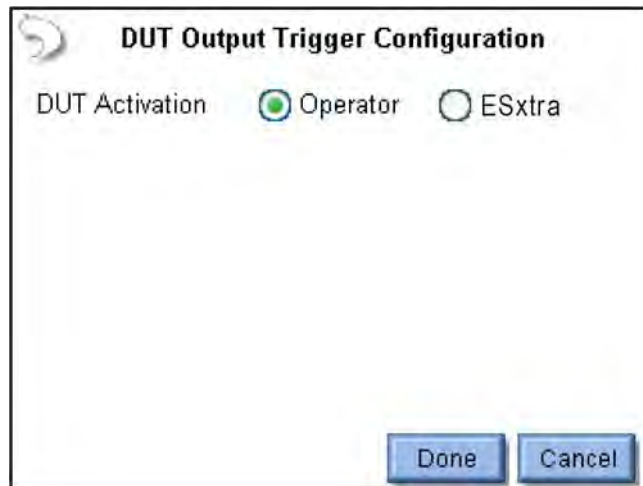 DUT Output Trigger Configuration
DUT Activation Operator ESxtra
Done Cancel